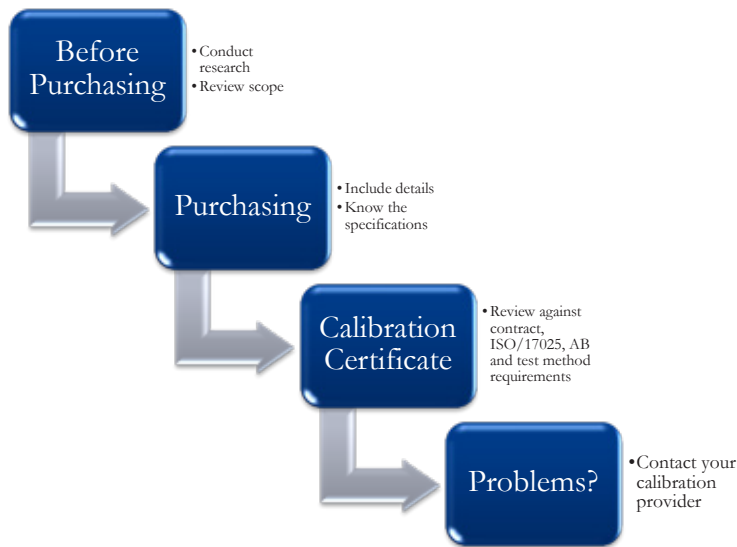 Before
Purchasing
• Conduct
research
• Review scope
Purchasing
• Include details
• Know the
specifications
Calibration
Certificate
• Review against
contract,
ISO/17025, AB
and test method
requirements
Problems?
• Contact your
calibration
provider